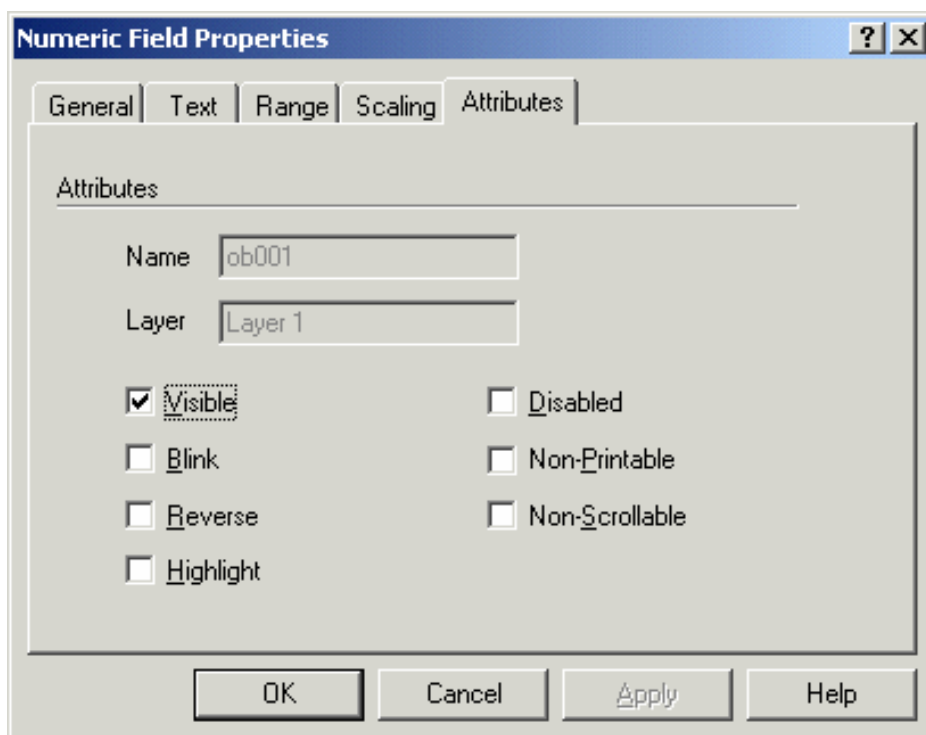 Numeric Field Properties
General Text Range Scaling Attributes
Attributes
Name ob001
Layer Layer 1
Visible Disabled
Blink Non-Printable
Reverse Non-Scrollable
Highlight
OK Cancel Apply Help